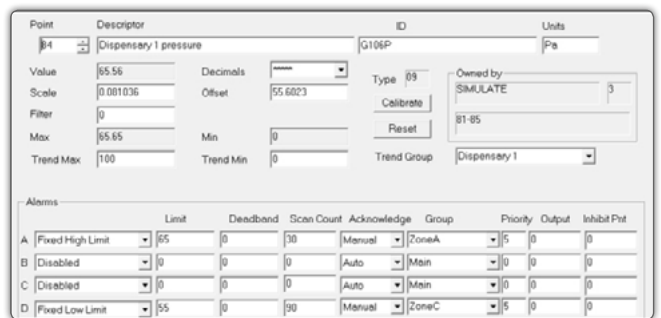 Point Descriptor ID Units
84 Dispensary 1 pressure G106P Pa
Value 65.56 Decimals ^^^.^^ Type 09 Owned by
SIMULATE 3
Scale 0.081036 Offset 55.6023 Calibrate
Filter 0 81-85
Reset
Max 65.65 Min 0
Trend Max 100 Trend Min 0 Trend Group Dispensary 1
Alarms
Limit Deadband Scan Count Acknowledge Group Priority Output Inhibit Pnt
A Fixed High Limit 65 0 30 Manual ZoneA 5 0 0
B Disabled 0 0 0 Auto Main 0 0 0
C Disabled 0 0 0 Auto Main 0 0 0
D Fixed Low Limit 55 0 90 Manual ZoneC 5 0 0